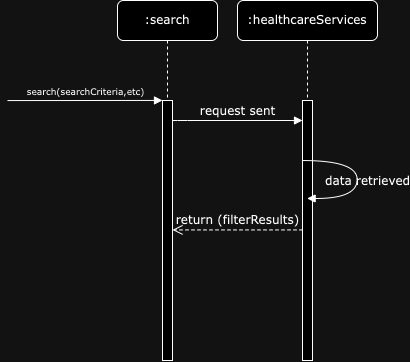 :search
:healthcareServices
search(searchCriteria,etc)
request sent
data retrieved
return (filterResults)